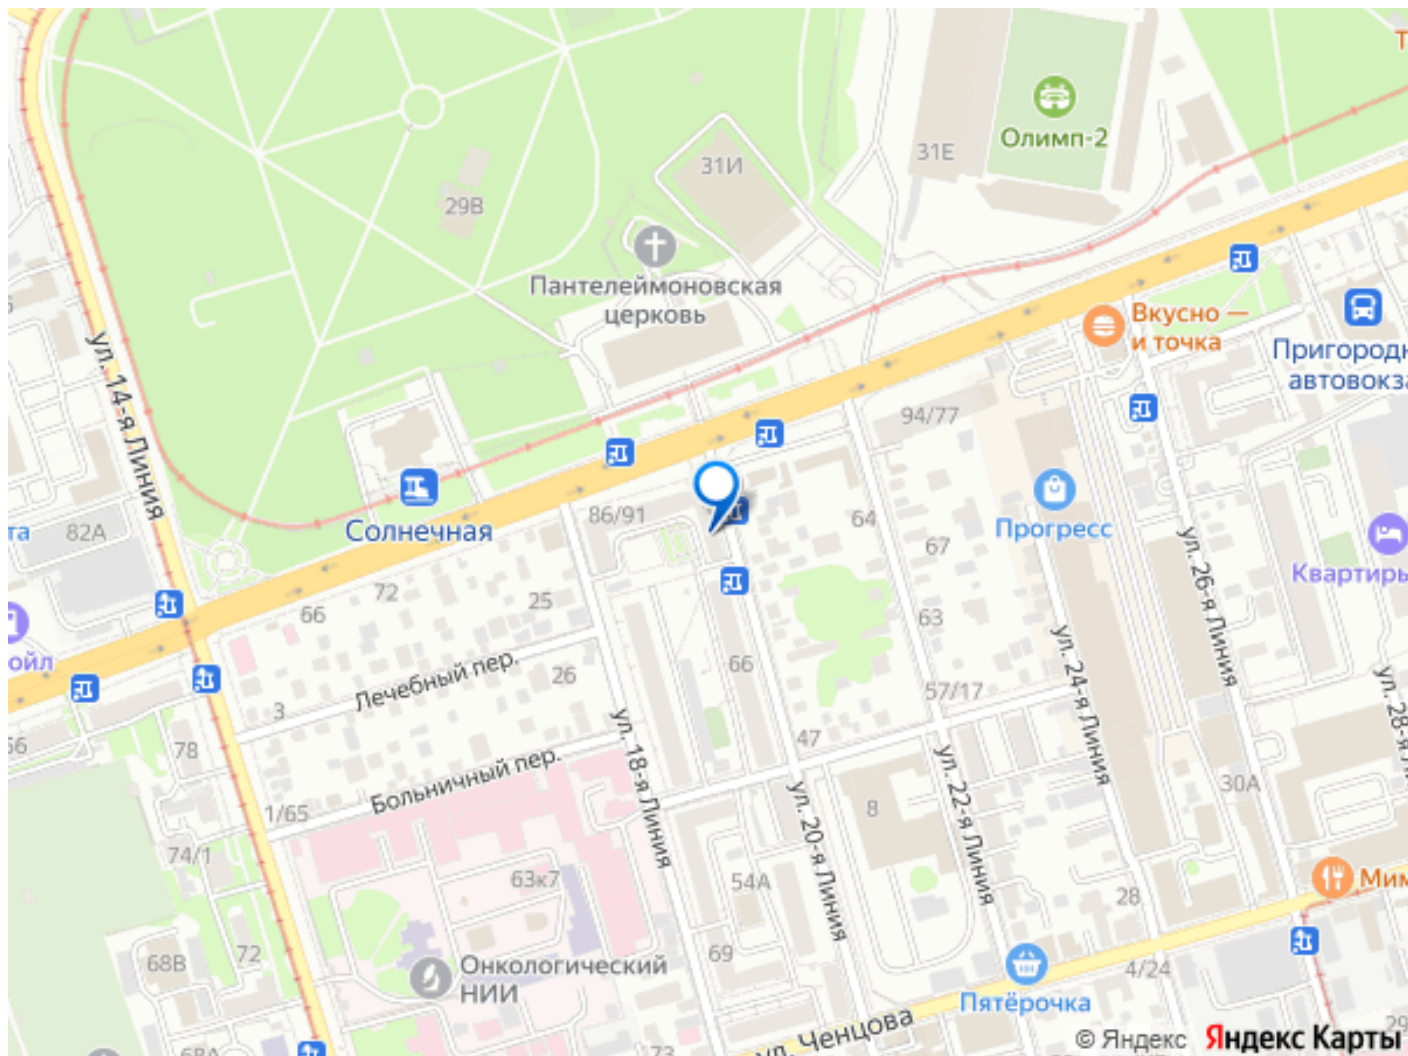 31И
31Е
Олимп-2
29В
Пантелеймоновская
церковь
Вкусно —
и точка
автовокза
ул. 14-я Линия
94/77
Солнечная
86/91
82А
64
67
Прогресс
ул. 26-я Линия
Квартиры
72
66
25
63
ойл
Лечебный пер.
26
66
57/17
ул. 24-я Линия
3
78
47
ул. 18-я Линия
Больничный пер.
ул. 20-я Линия
ул. 22-я Линия
30А
1/65
8
74/1
63к7
54А
28
72
68В
69
Онкологический
НИИ
4/24
Пятёрочка
ул. Ченцова
© Яндекс Яндекс Карты